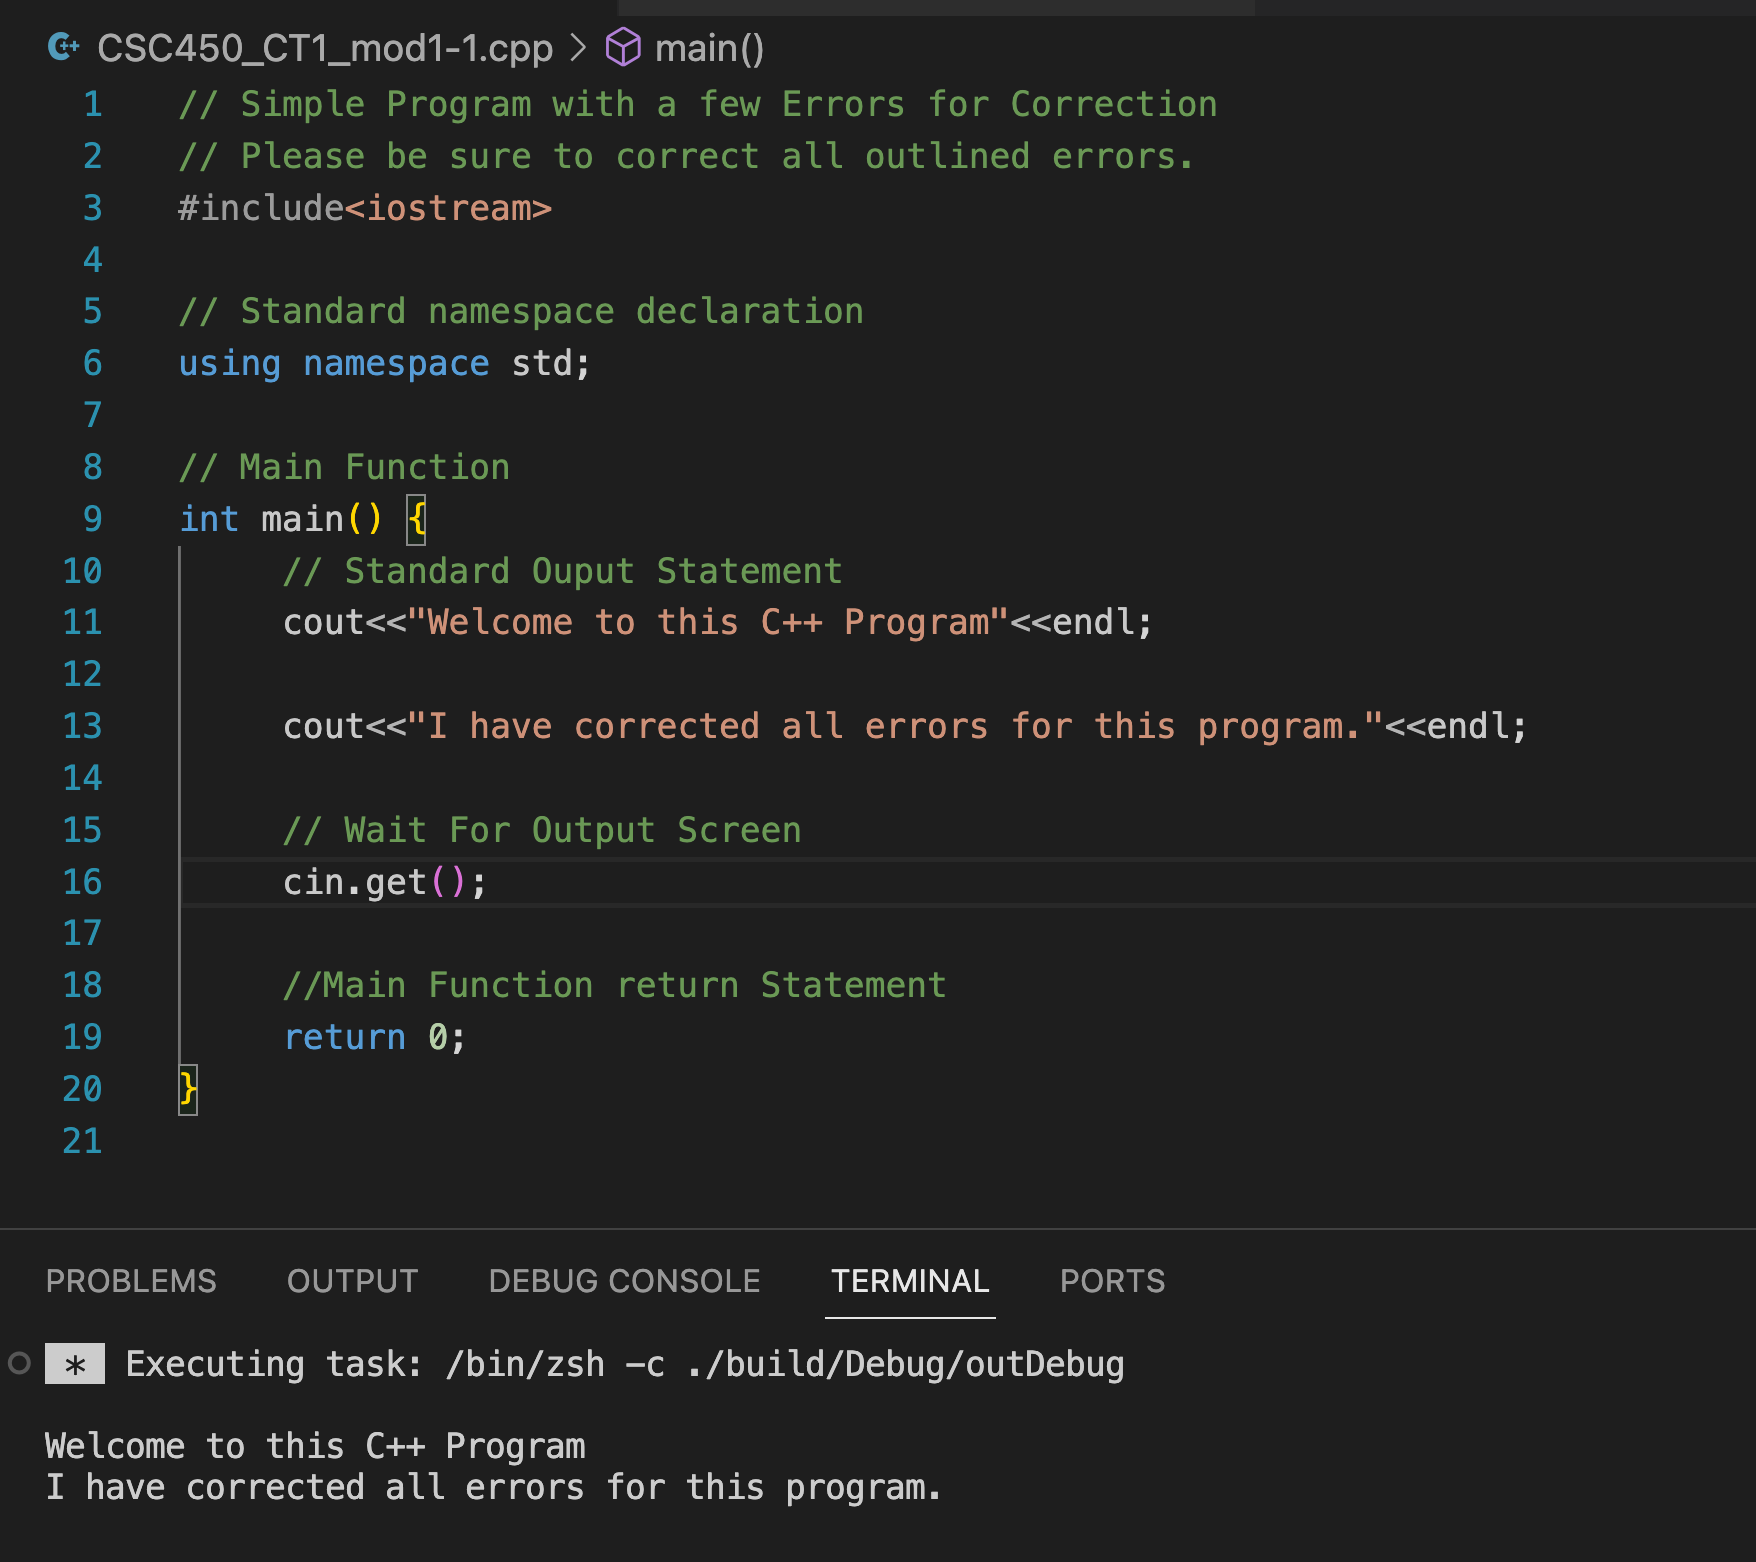 CSC450_CT1_mod1-1.cpp > main()
1 // Simple Program with a few Errors for Correction
2 // Please be sure to correct all outlined errors.
3 #include<iostream>
4
5 // Standard namespace declaration
6 using namespace std;
7
8 // Main Function
9 int main() {
10 // Standard Ouput Statement
11 cout<<"Welcome to this C++ Program"<<endl;
12
13 cout<<"I have corrected all errors for this program."<<endl;
14
15 // Wait For Output Screen
16 cin.get();
17
18 //Main Function return Statement
19 return 0;
20 }
21
PROBLEMS OUTPUT DEBUG CONSOLE TERMINAL PORTS
* Executing task: /bin/zsh -c ./build/Debug/outDebug
Welcome to this C++ Program
I have corrected all errors for this program.